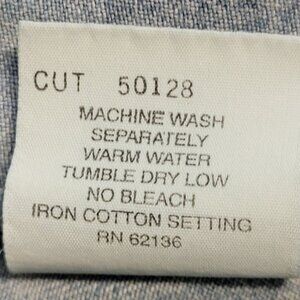 CUT 50128
MACHINE WASH
SEPARATELY
WARM WATER
TUMBLE DRY LOW
NO BLEACH
IRON COTTON SETTING
RN 62136